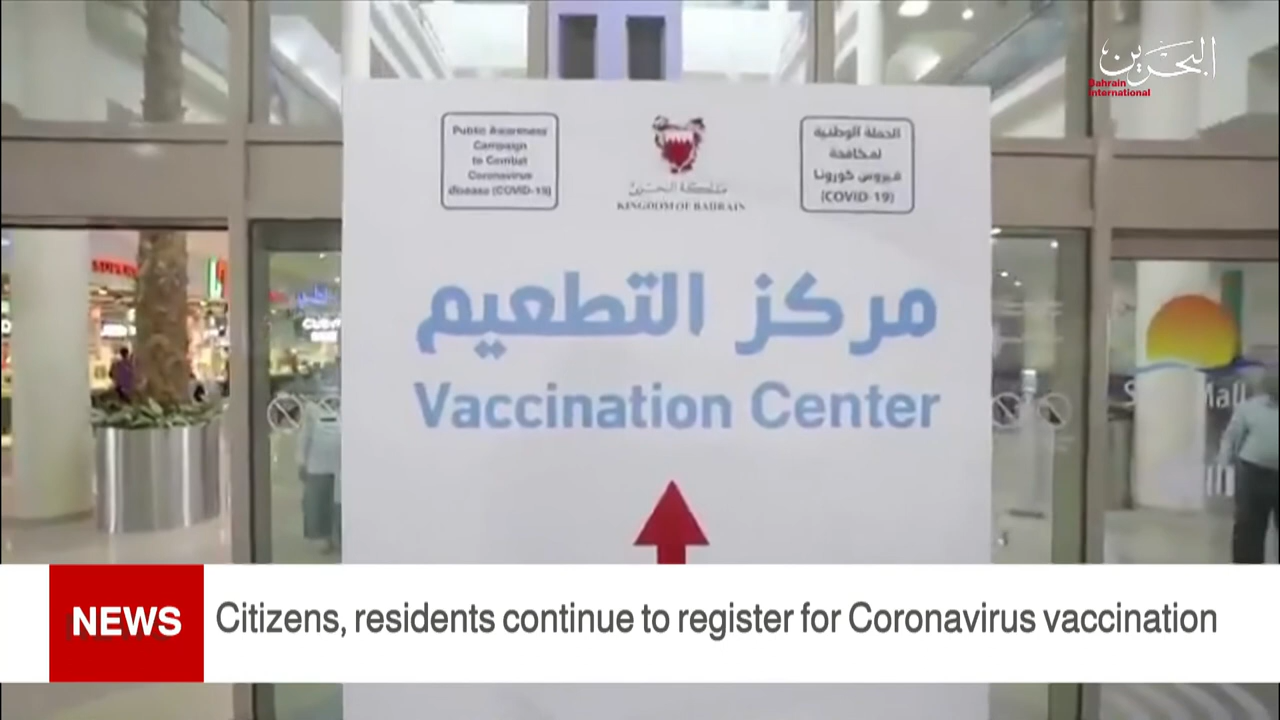 البحرين
Bahrain
International
Public Awareness
Campaign
to Combat
Coronavirus
disease (COVID-19)
مملكة البحرين
KINGDOM OF BAHRAIN
الحملة الوطنية
لمكافحة
فيروس كورونا
(COVID-19)
مركز التطعيم
Vaccination Center
Mall
NEWS
Citizens, residents continue to register for Coronavirus vaccination